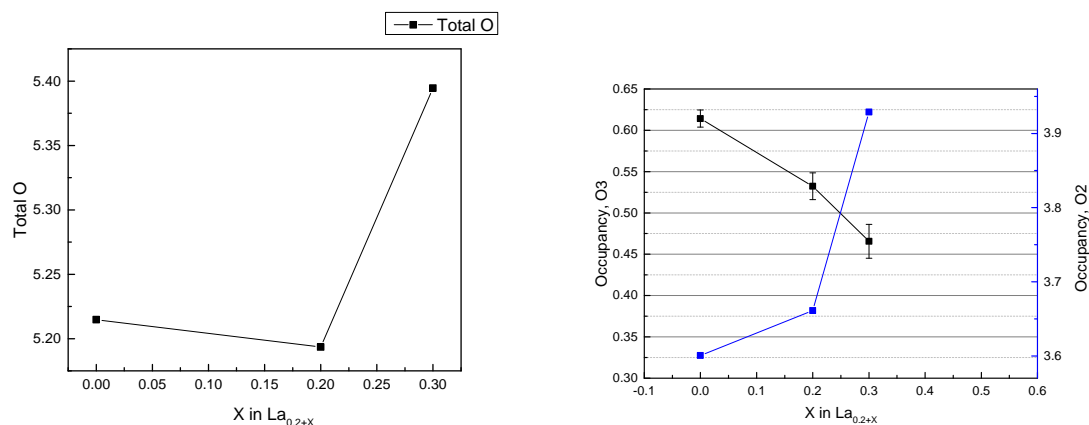 Total O
5.40
5.35
5.30
5.25
5.20
Total O
0.00 0.05 0.10 0.15 0.20 0.25 0.30
X in La0.2+X
0.65
0.60
0.55
0.50
0.45
0.40
0.35
0.30
Occupancy, O3
-0.1 0.0 0.1 0.2 0.3 0.4 0.5 0.6
X in La0.2+X
3.9
3.8
3.7
3.6
Occupancy, O2